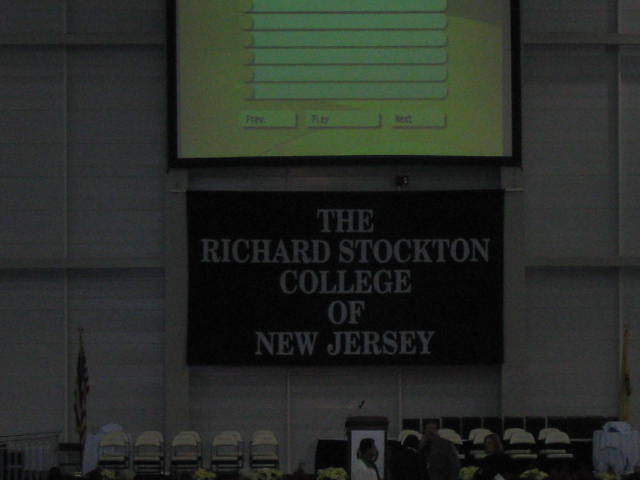 Prev.
Play
Next
THE
RICHARD STOCKTON
COLLEGE
OF
NEW JERSEY